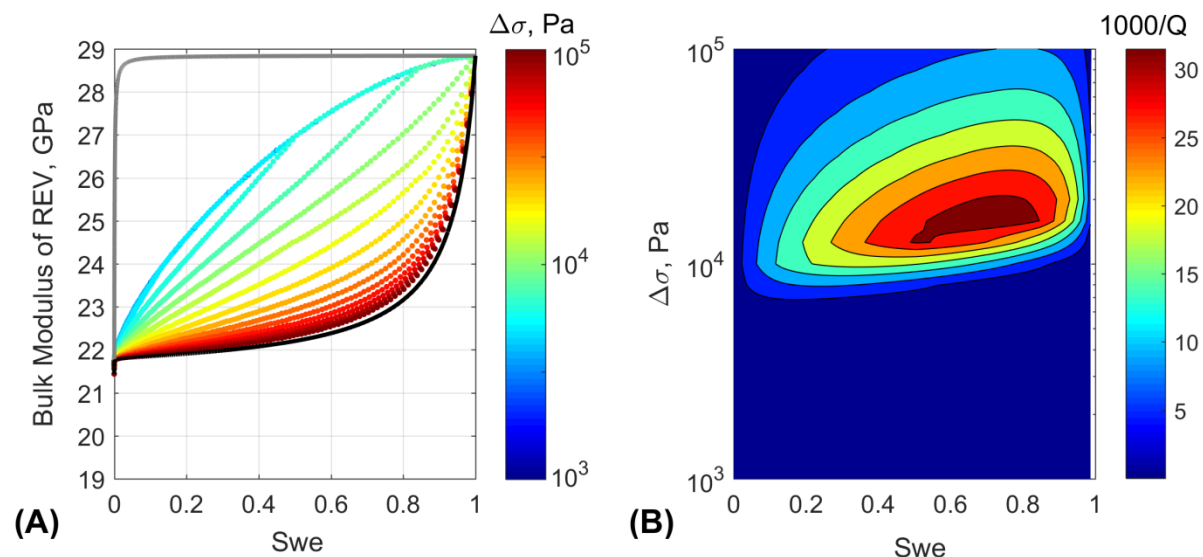 Δσ, Pa
1000/Q
29
28
27
26
25
24
23
22
21
20
19
Bulk Modulus of REV, GPa
0 0.2 0.4 0.6 0.8 1
Swe
10^5
10^4
10^3
(A)
10^5
10^4
10^3
Δσ, Pa
0 0.2 0.4 0.6 0.8 1
Swe
30
25
20
15
10
5
(B)